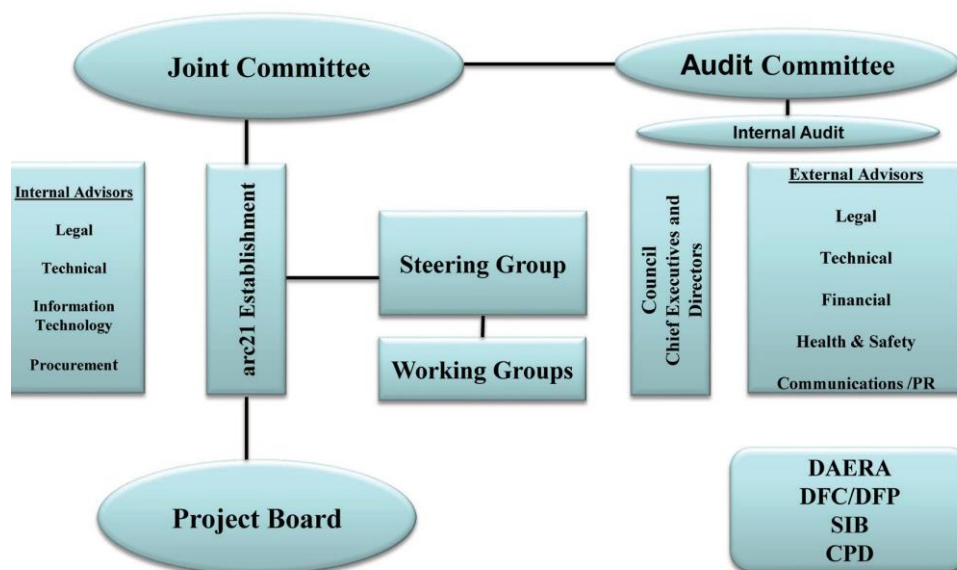 Joint Committee
Audit Committee
Internal Audit
Internal Advisors
Legal
Technical
Information
Technology
Procurement
arc21 Establishment
Steering Group
Working Groups
Council
Chief Executives and
Directors
External Advisors
Legal
Technical
Financial
Health & Safety
Communications /PR
Project Board
DAERA
DFC/DFP
SIB
CPD